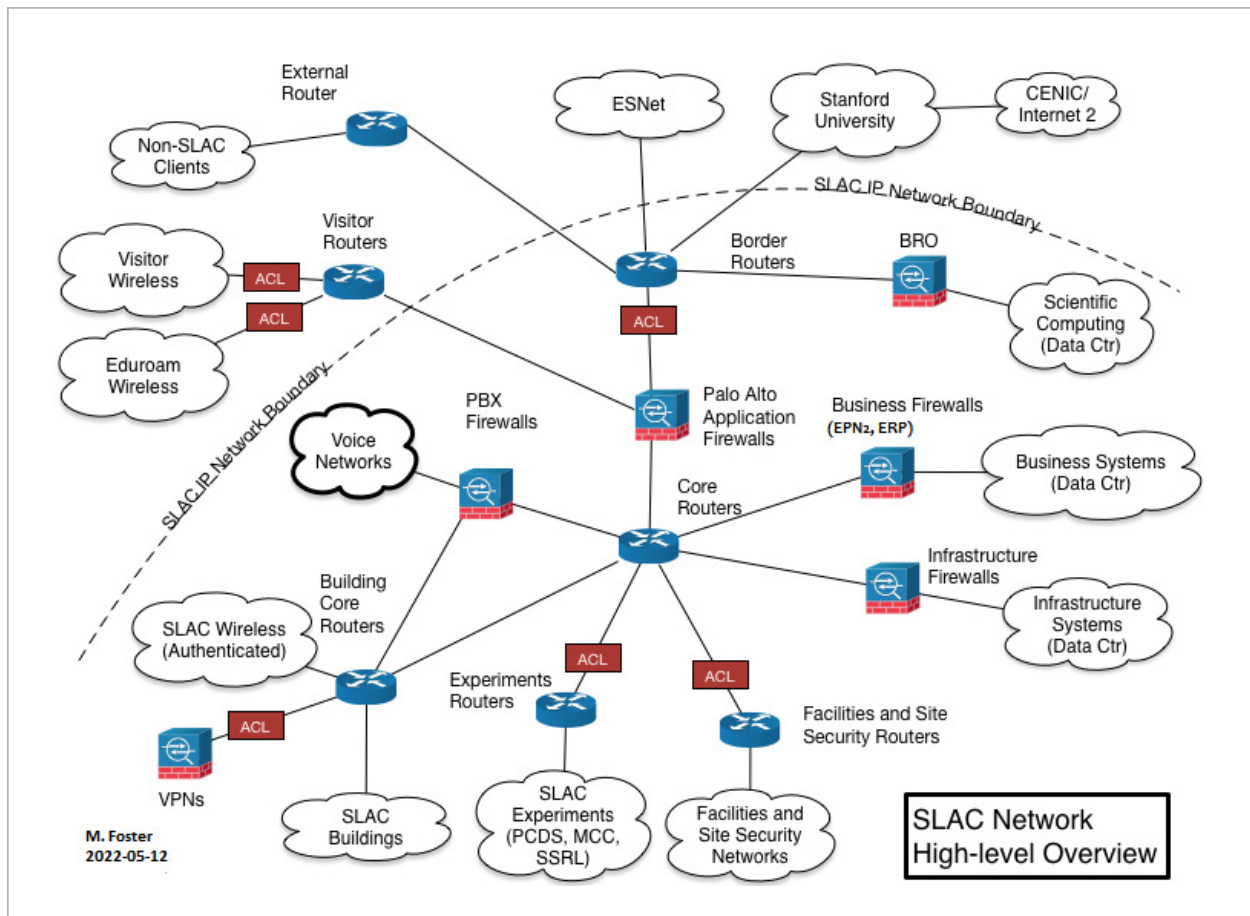 External
Router
ESNet
Stanford
University
CENIC/
Internet 2
Non-SLAC
Clients
SLAC IP Network Boundary
Visitor
Routers
Visitor
Wireless
ACL
ACL
Eduroam
Wireless
SLAC IP Network Boundary
Border
Routers
BRO
ACL
Scientific
Computing
(Data Ctr)
PBX
Firewalls
Palo Alto
Application
Firewalls
Business Firewalls
(EPN2, ERP)
Voice
Networks
Business Systems
(Data Ctr)
Core
Routers
Infrastructure
Firewalls
Building
Core
Routers
Infrastructure
Systems
(Data Ctr)
SLAC Wireless
(Authenticated)
ACL
ACL
Experiments
Routers
ACL
Facilities and Site
Security Routers
VPNs
SLAC
Buildings
SLAC
Experiments
(PCDS, MCC,
SSRL)
Facilities and
Site Security
Networks
M. Foster
2022-05-12
SLAC Network
High-level Overview